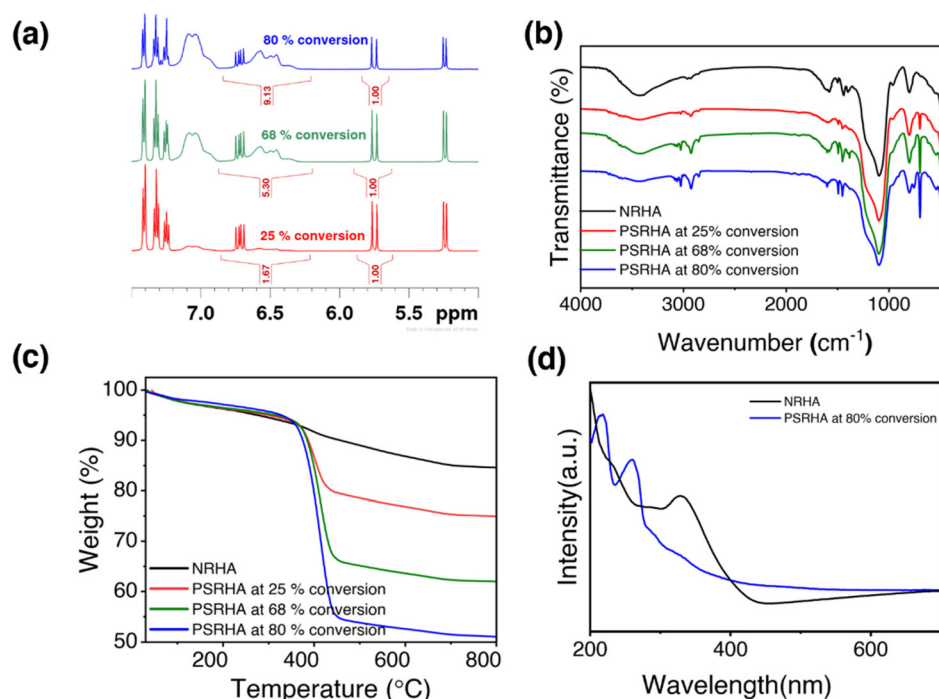 (a)
80 % conversion
9.13
1.00
68 % conversion
5.30
1.00
25 % conversion
1.67
1.00
7.0 6.5 6.0 5.5 ppm
(b)
Transmittance (%)
NRHA
PSRHA at 25% conversion
PSRHA at 68% conversion
PSRHA at 80% conversion
4000 3000 2000 1000
Wavenumber (cm-1)
(c)
Weight (%)
100
90
80
70
60
50
NRHA
PSRHA at 25 % conversion
PSRHA at 68 % conversion
PSRHA at 80 % conversion
200 400 600 800
Temperature (°C)
(d)
Intensity(a.u.)
NRHA
PSRHA at 80% conversion
200 400 600
Wavelength(nm)